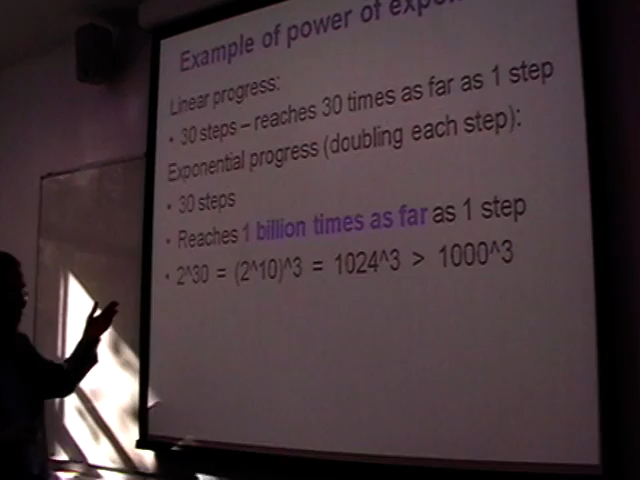 Example of power of
Linear progress:
• 30 steps – reaches 30 times as far as 1 step
Exponential progress (doubling each step):
• 30 steps
• Reaches 1 billion times as far as 1 step
• 2^30 = (2^10)^3 = 1024^3 > 1000^3